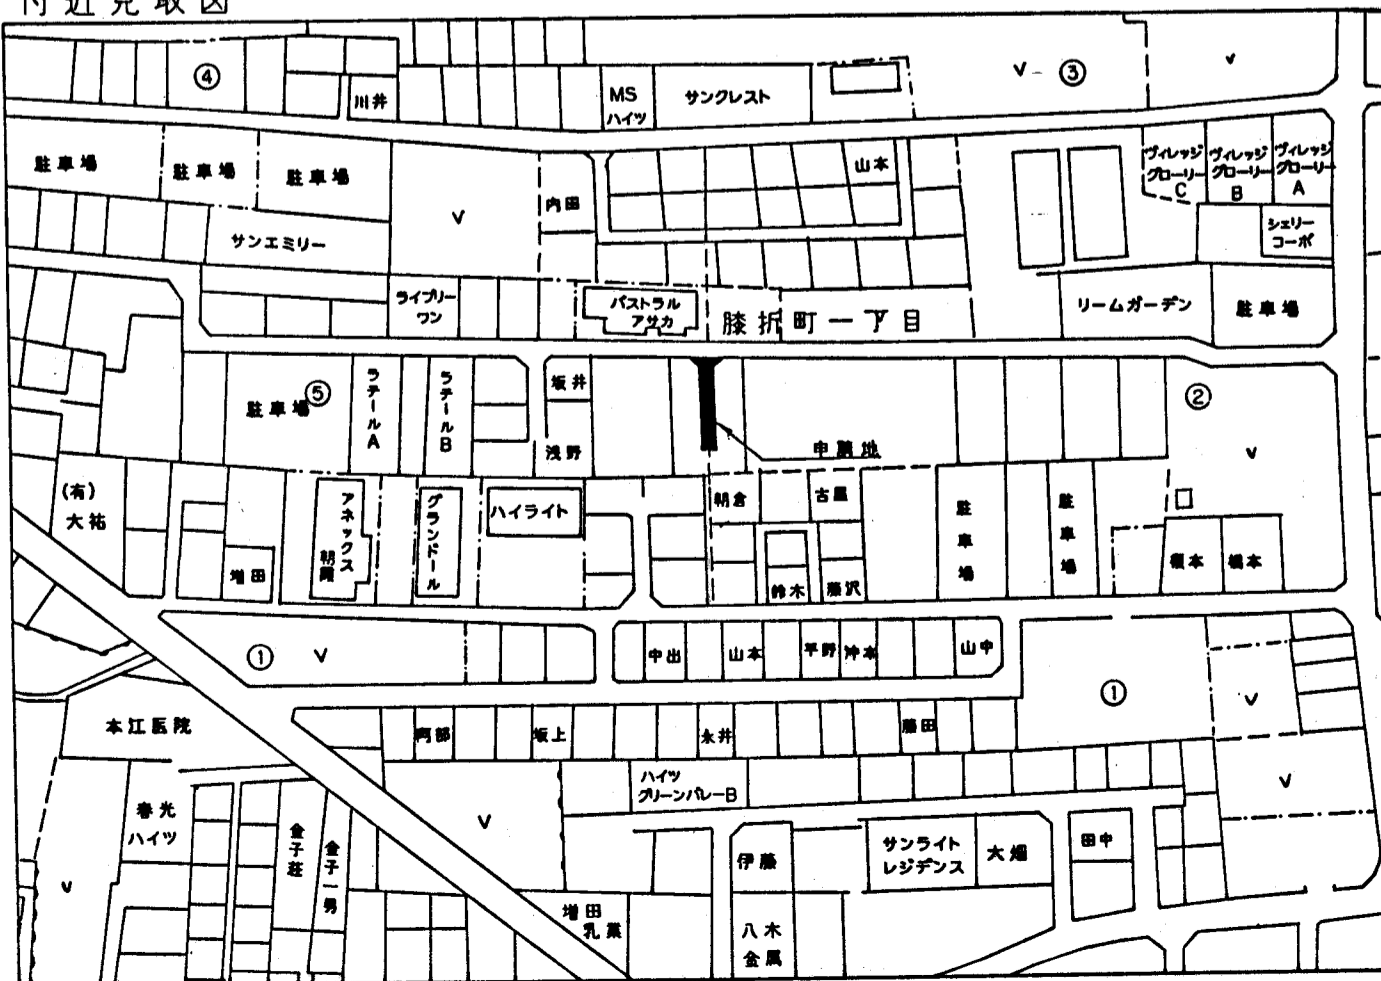 付近見取図
④
川井
MS
ハイツ
サンクレスト
V
③
V
駐車場
駐車場
駐車場
V
内田
山本
ヴィレッジ
グローリー
C
ヴィレッジ
グローリー
B
ヴィレッジ
グローリー
A
サンエミリー
シェリー
コーポ
ライブリー
ワン
パストラル
アサカ
膝折町一丁目
リームガーデン
駐車場
駐車場
⑤
ラテールA
ラテールB
坂井
浅野
申請地
②
V
(有)
大祐
増田
アネックス
朝霞
グランドール
ハイライト
朝倉
古屋
鈴木
藤沢
駐車場
駐車場
榎本
橋本
①
V
中出
山本
平野
沖本
山中
①
V
本江医院
阿部
坂上
永井
藤田
V
春光
ハイツ
V
金子荘
金子一男
V
ハイツ
グリーンバレーB
伊藤
サンライト
レジデンス
大畑
田中
増田
乳業
八木
金属